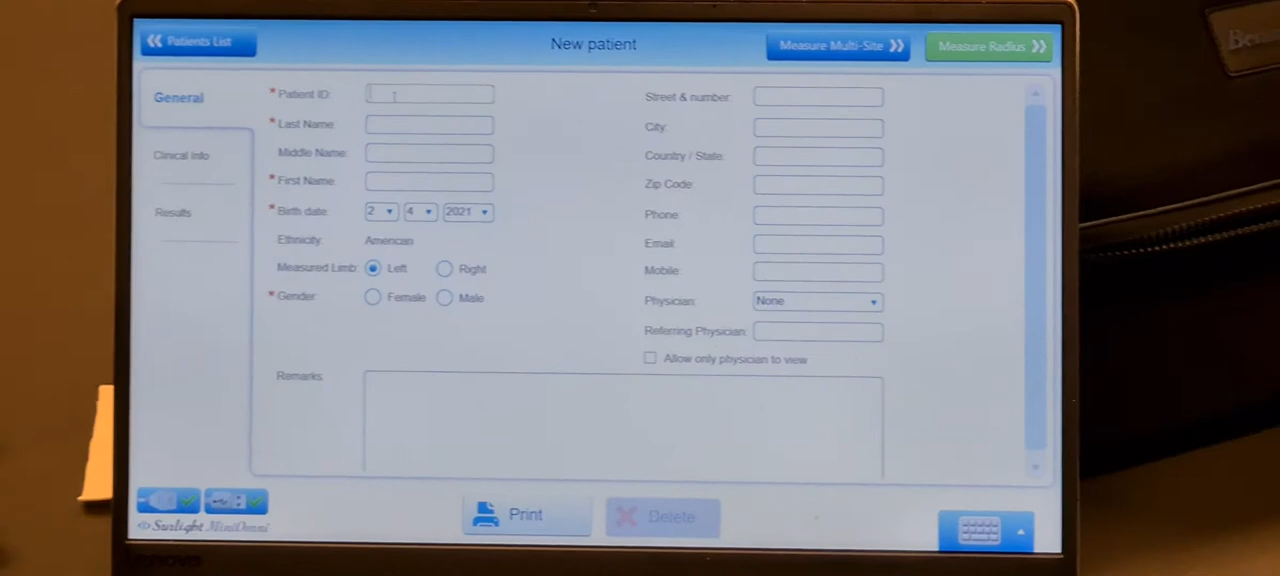 Patients List
New patient
Measure Multi-Site
Measure Radius
General
Clinical Info
Results
* Patient ID:
* Last Name:
Middle Name:
* First Name:
* Birth date: 2 4 2021
Ethnicity: American
Measured Limb: Left Right
* Gender: Female Male
Remarks:
Street & number:
City:
Country / State:
Zip Code:
Phone:
Email:
Mobile:
Physician: None
Referring Physician:
Allow only physician to view
Sunlight MiniOmni
Print
Delete
lenovo